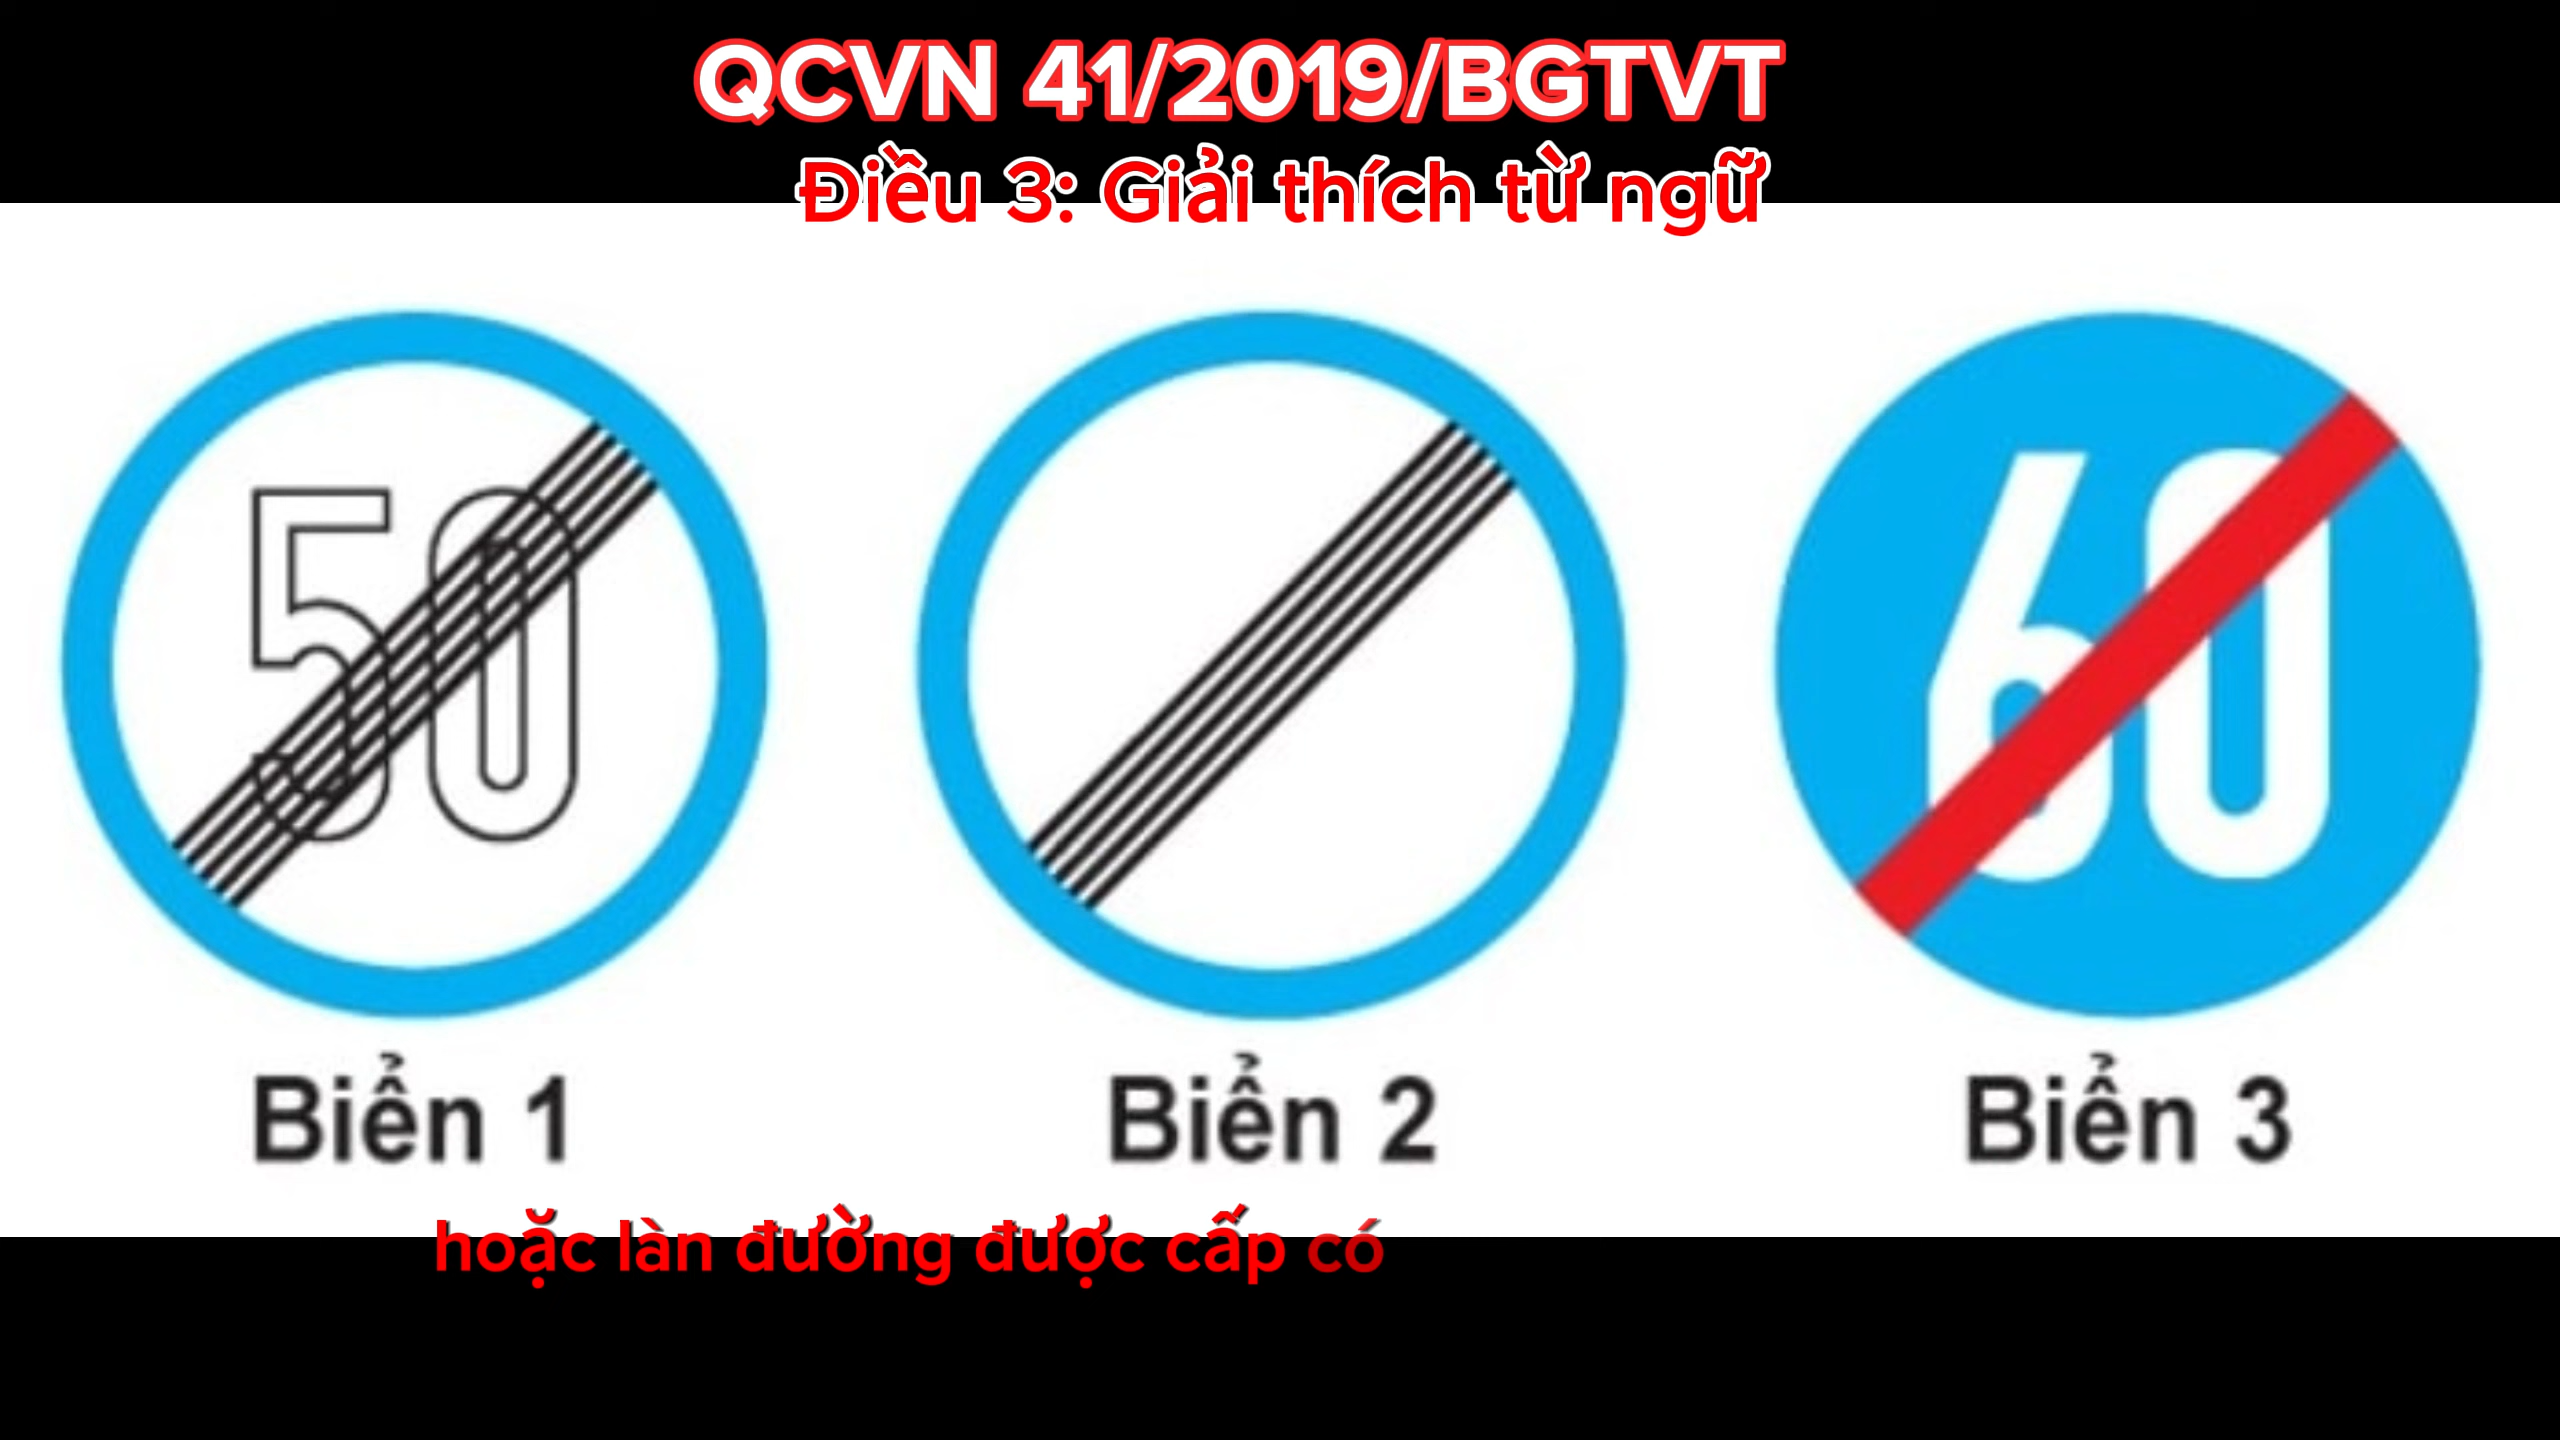 QCVN 41/2019/BGTVT
Điều 3: Giải thích từ ngữ
50
60
Biển 1
Biển 2
Biển 3
hoặc làn đường được cấp có